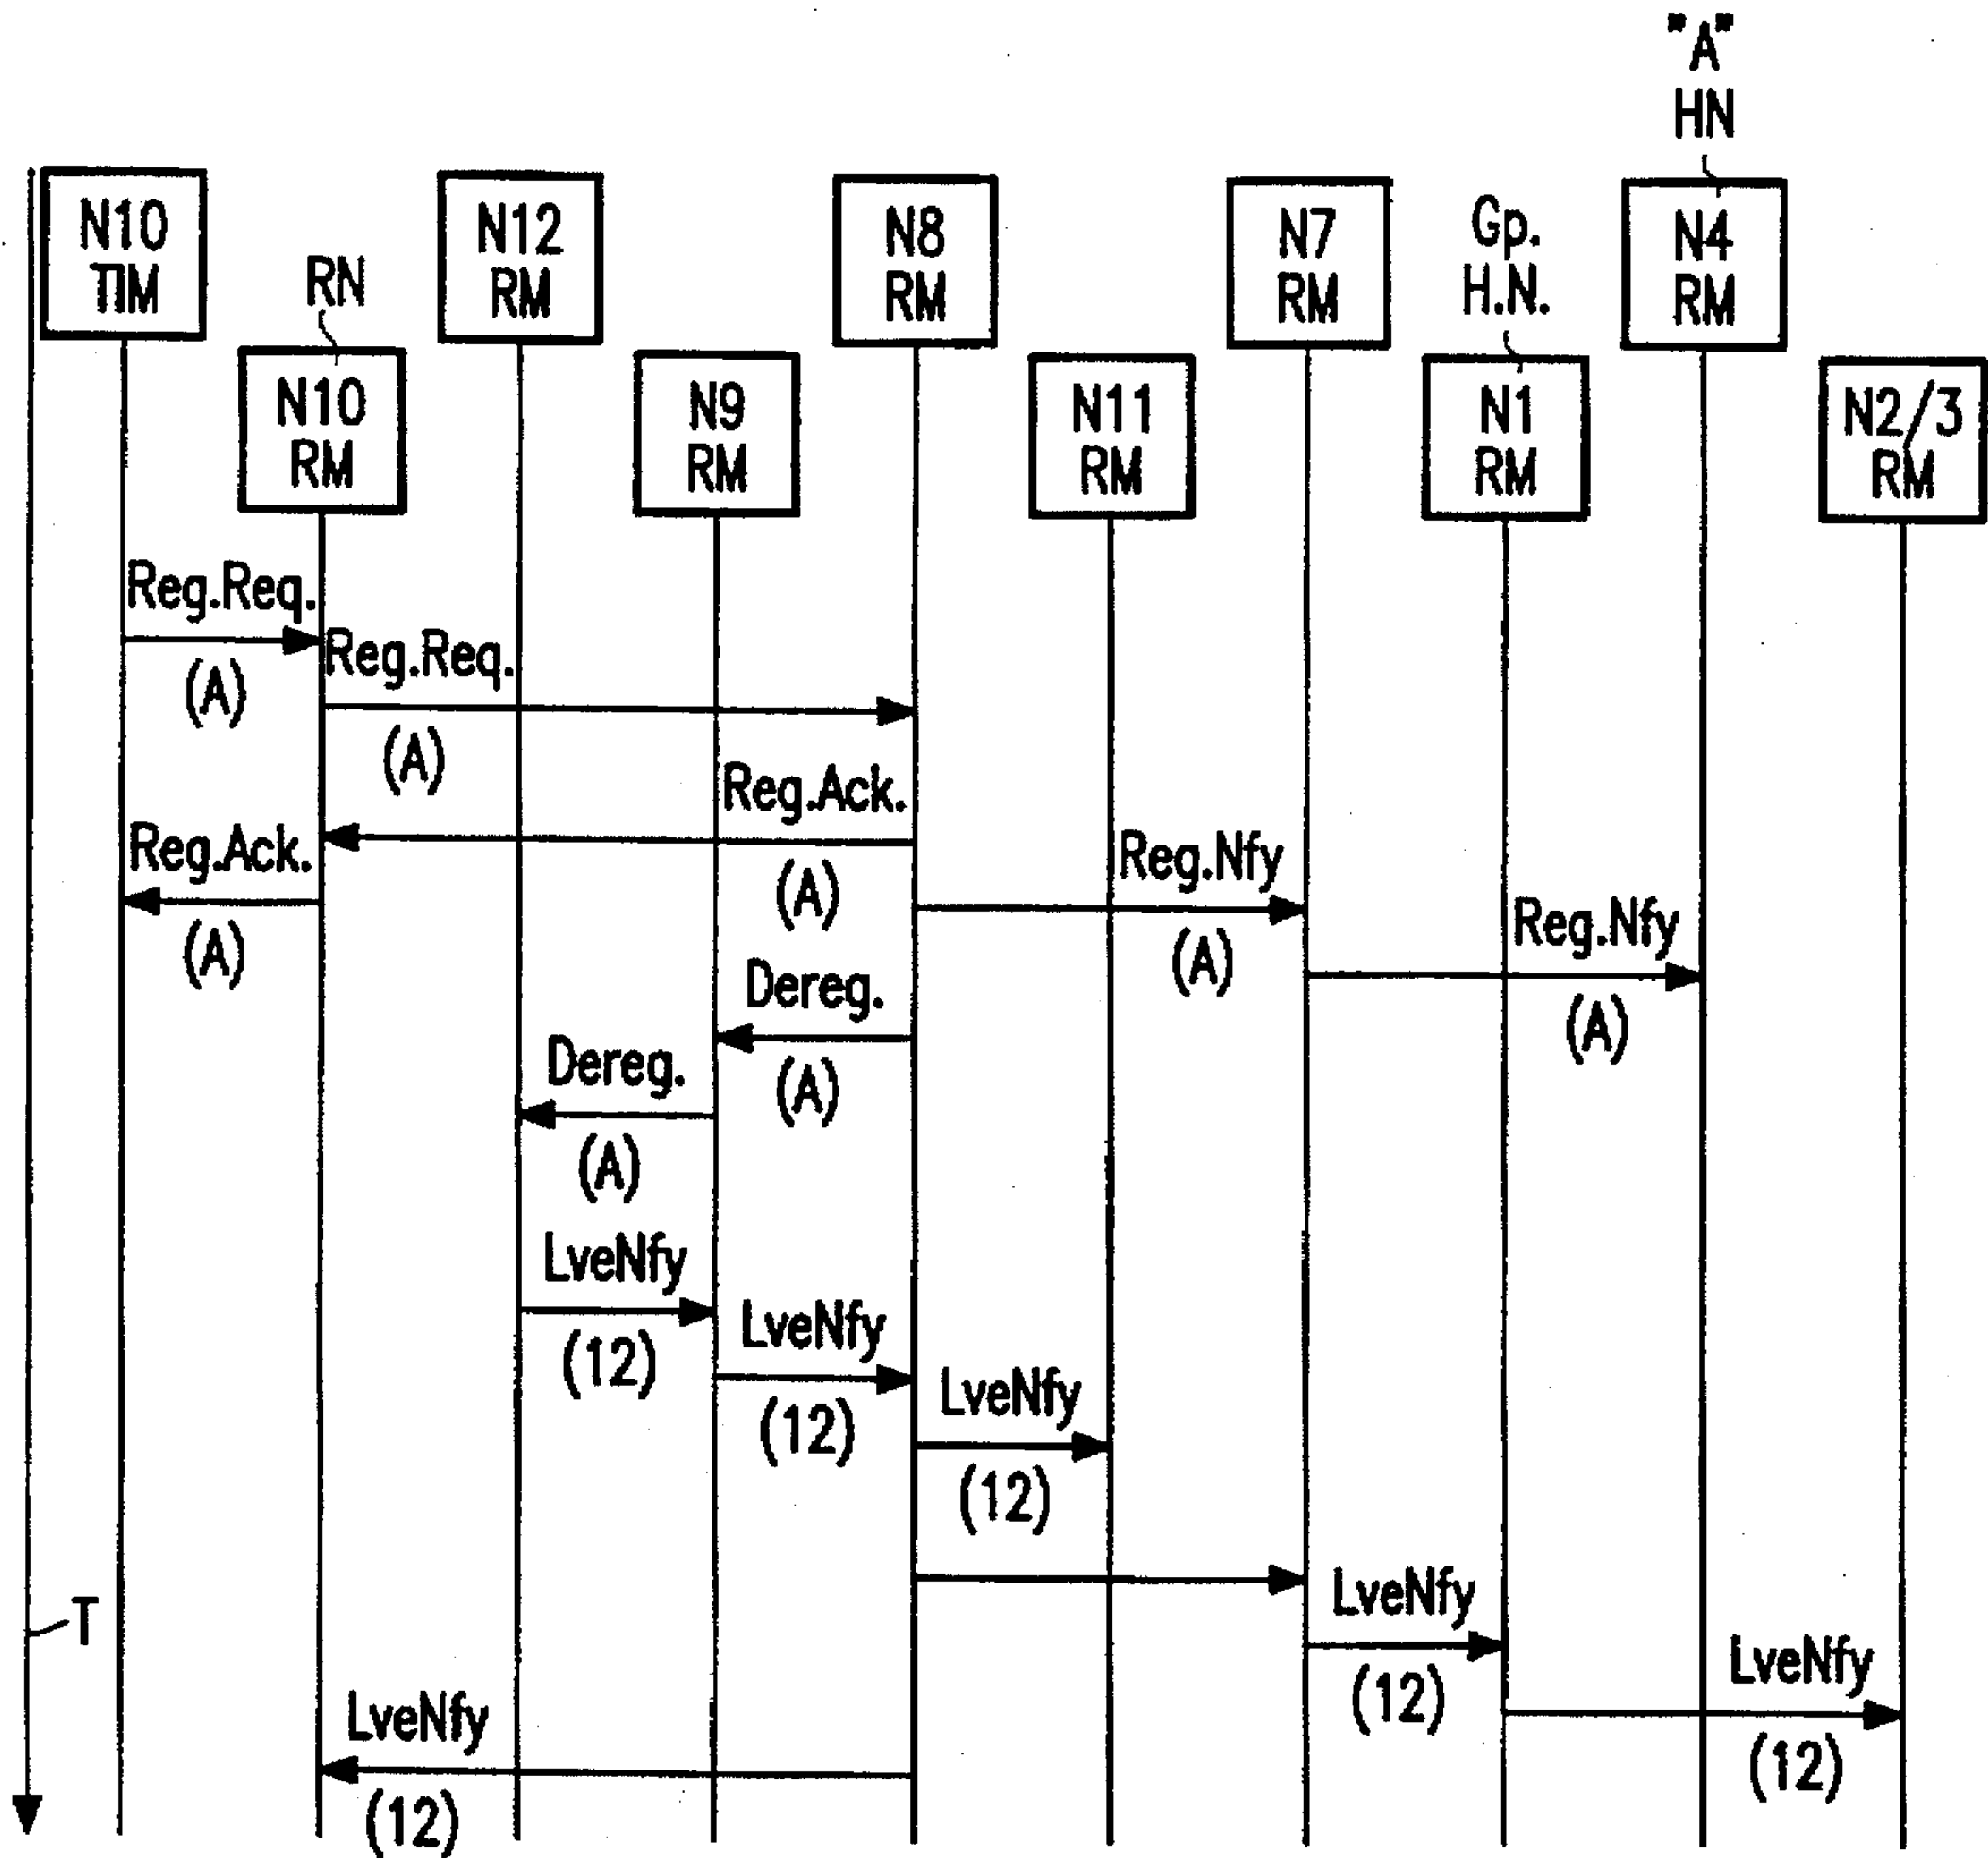 "A"
HN
N10
TIM
N12
RM
N8
RM
N7
RM
N4
RM
RN
Gp.
H.N.
N10
RM
N9
RM
N11
RM
N1
RM
N2/3
RM
Reg.Req.
(A)
Reg.Req.
(A)
Reg.Ack.
(A)
Reg.Ack.
(A)
Reg.Nfy
(A)
Reg.Nfy
(A)
Dereg.
(A)
Dereg.
(A)
LveNfy
(12)
LveNfy
(12)
LveNfy
(12)
LveNfy
(12)
T
LveNfy
(12)
LveNfy
(12)